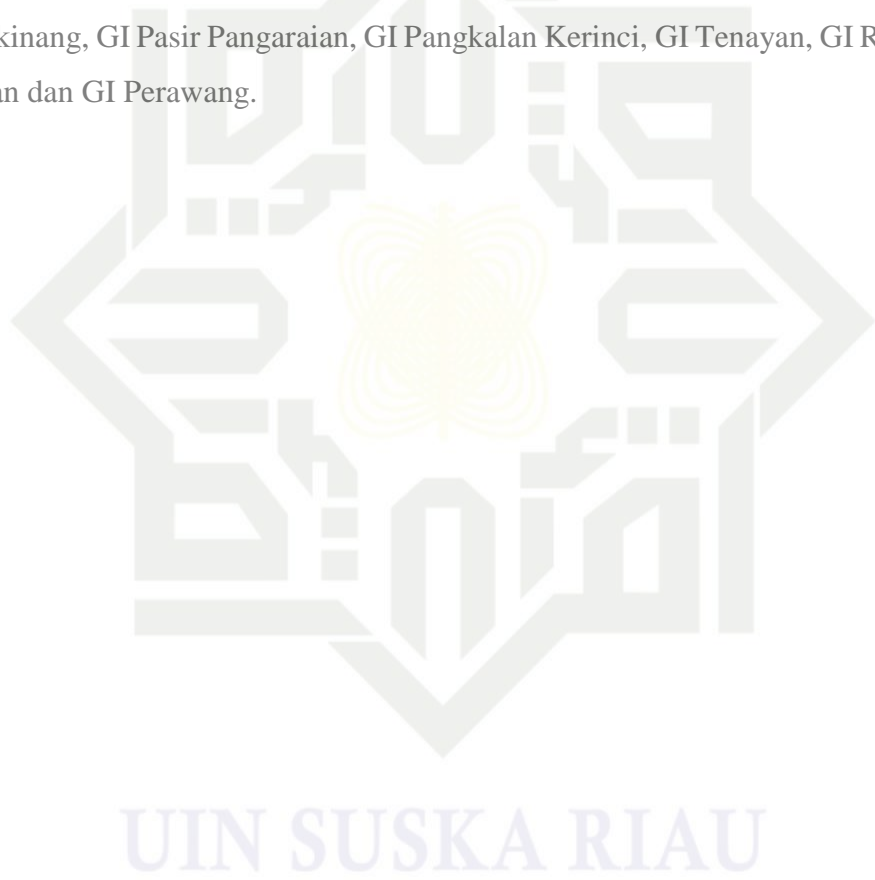 kinang, GI Pasir Pangaraian, GI Pangkalan Kerinci, GI Tenayan, GI R
an dan GI Perawang.
UIN SUSKA RIAU